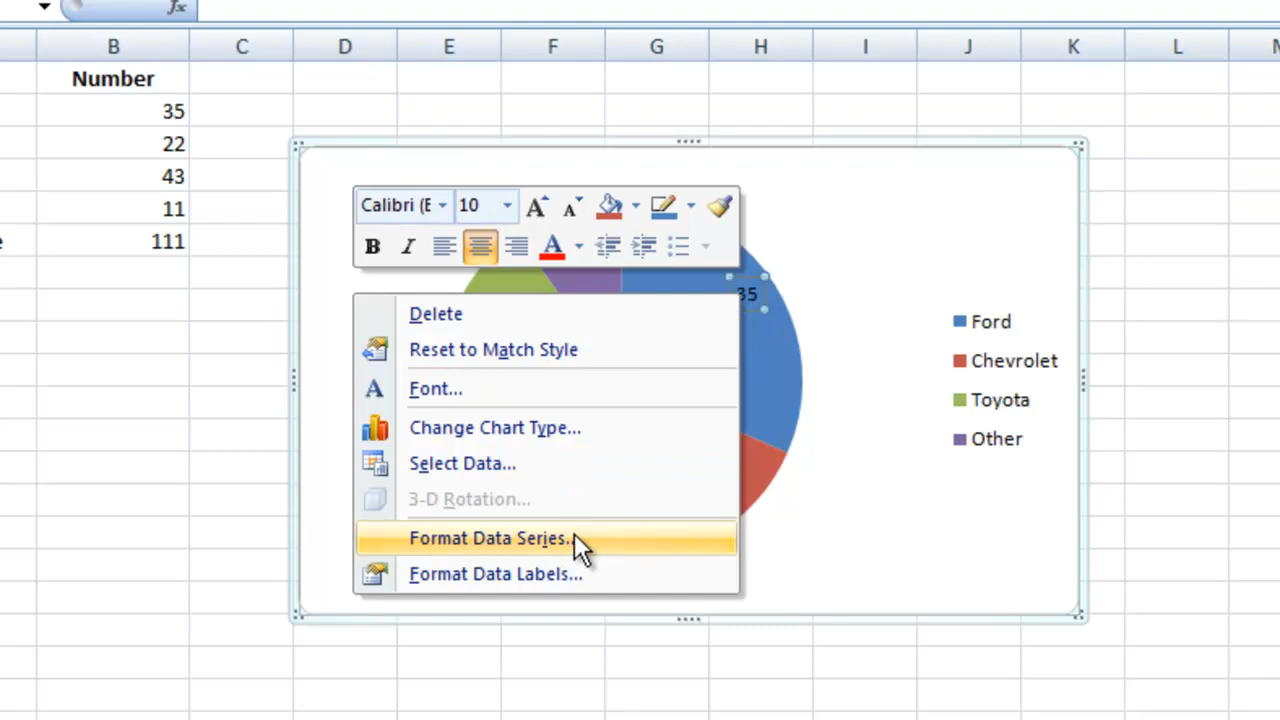 fx
B C D E F G H I J K L
Number
35
22
43
11
111
Calibri (E 10 A A
B I A
35
Delete
Reset to Match Style
Font...
Change Chart Type...
Select Data...
3-D Rotation...
Format Data Series...
Format Data Labels...
Ford
Chevrolet
Toyota
Other